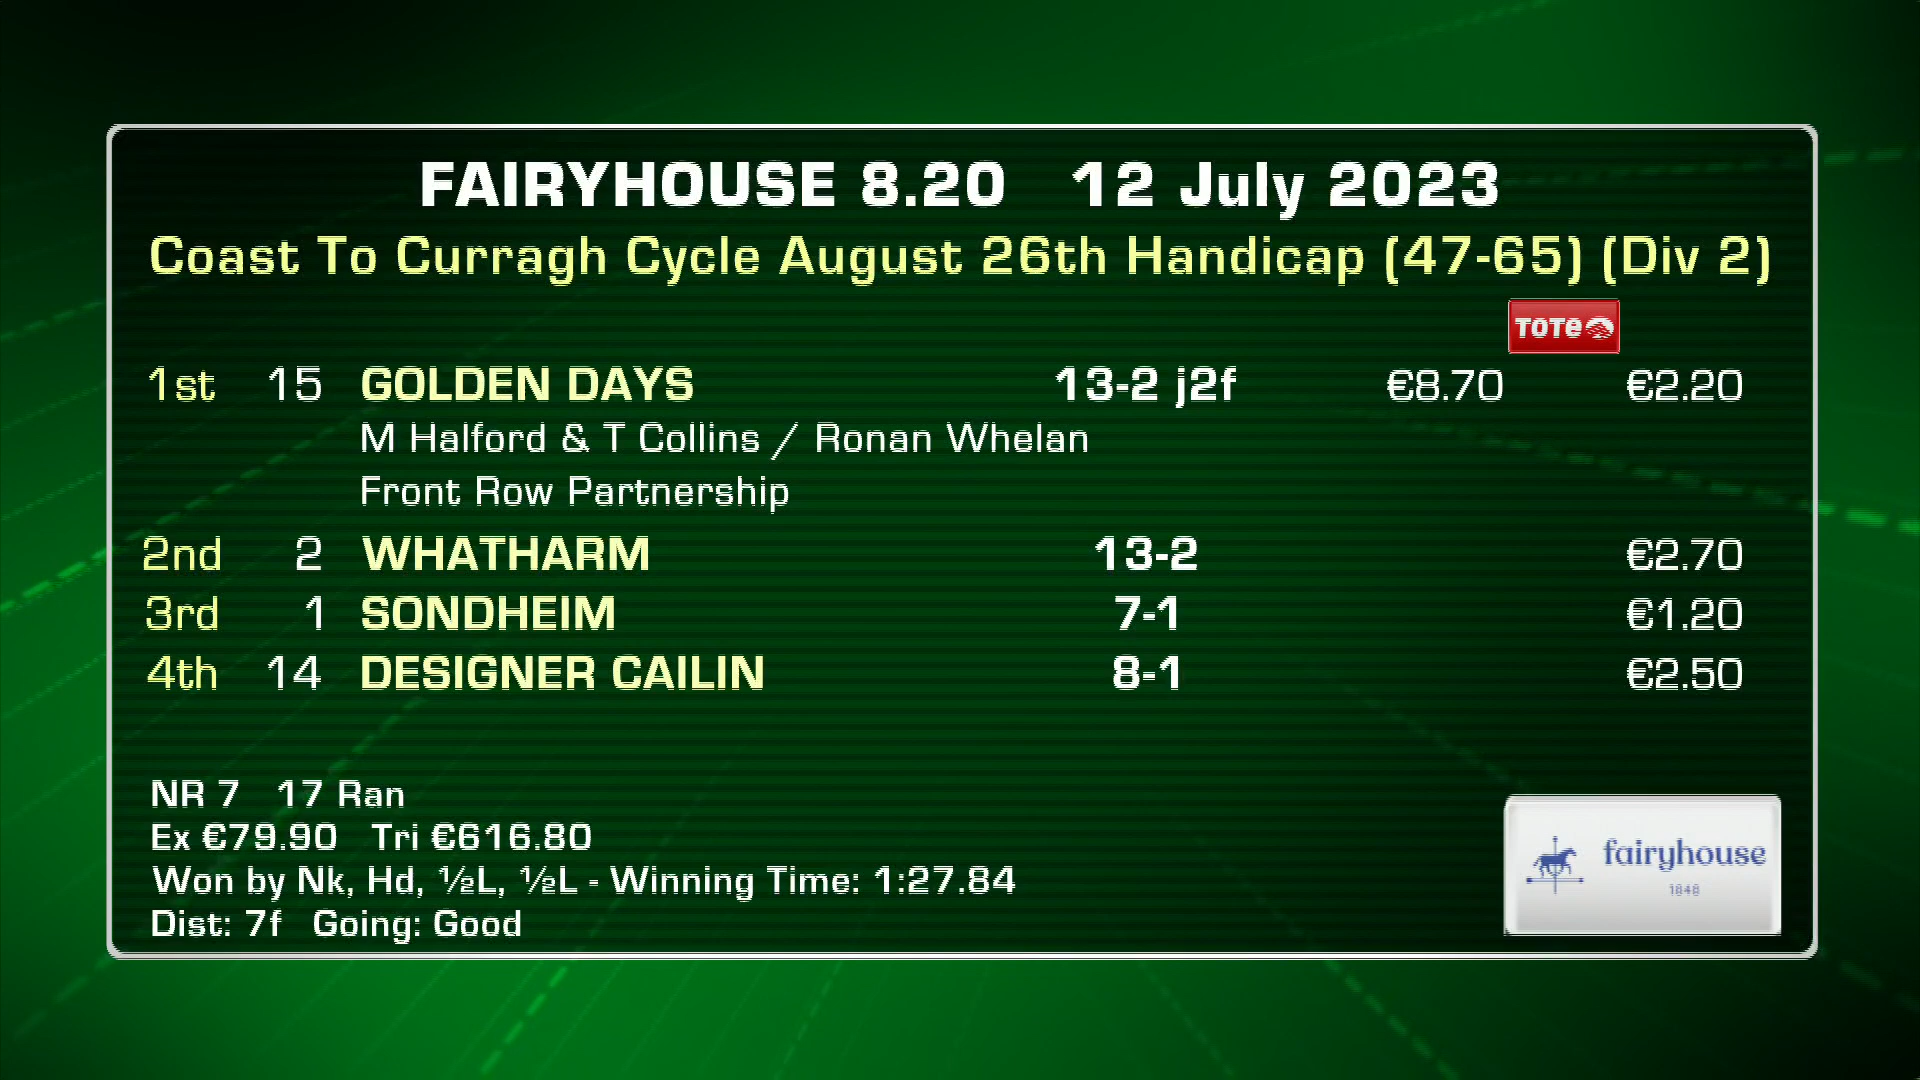 FAIRYHOUSE 8.20 12 July 2023
Coast To Curragh Cycle August 26th Handicap (47-65) (Div 2)
TOTE
1st 15 GOLDEN DAYS 13-2 j2f €8.70 €2.20
M Halford & T Collins / Ronan Whelan
Front Row Partnership
2nd 2 WHATHARM 13-2 €2.70
3rd 1 SONDHEIM 7-1 €1.20
4th 14 DESIGNER CAILIN 8-1 €2.50
NR 7 17 Ran
Ex €79.90 Tri €616.80
Won by Nk, Hd, ½L, ½L - Winning Time: 1:27.84
Dist: 7f Going: Good
fairyhouse
1848